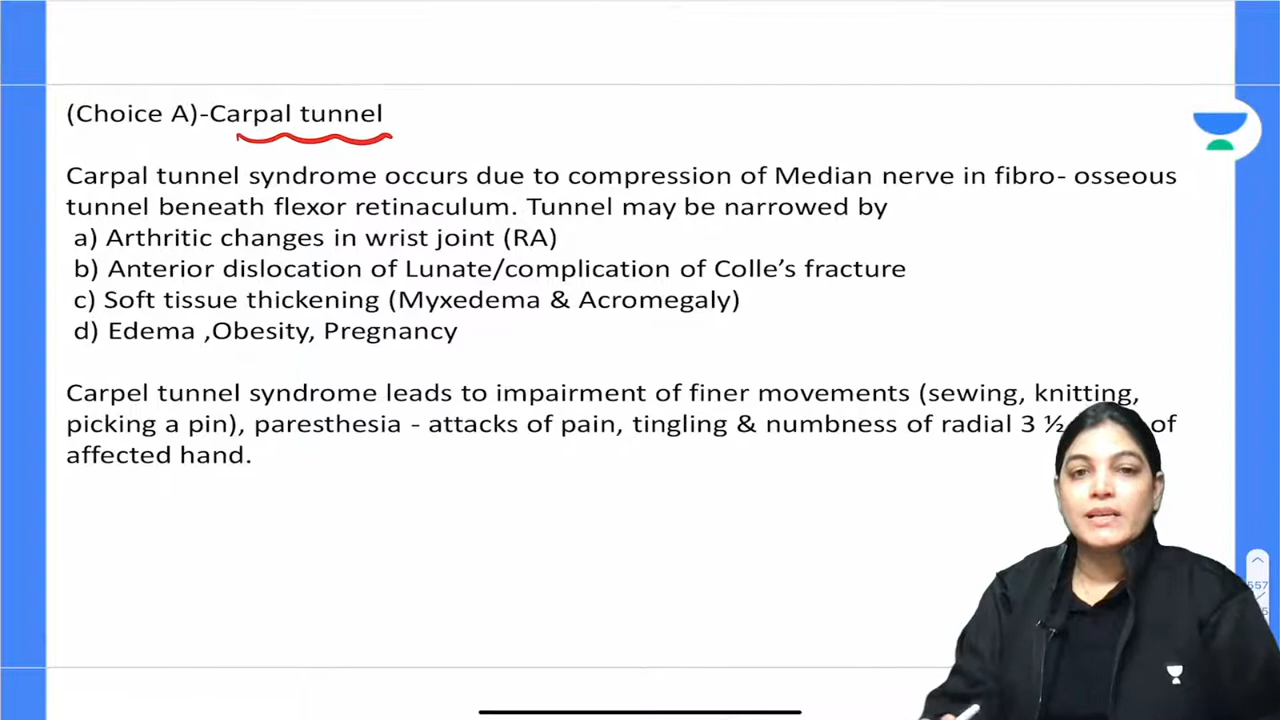 (Choice A)-Carpal tunnel
Carpal tunnel syndrome occurs due to compression of Median nerve in fibro- osseous
tunnel beneath flexor retinaculum. Tunnel may be narrowed by
a) Arthritic changes in wrist joint (RA)
b) Anterior dislocation of Lunate/complication of Colle’s fracture
c) Soft tissue thickening (Myxedema & Acromegaly)
d) Edema ,Obesity, Pregnancy
Carpel tunnel syndrome leads to impairment of finer movements (sewing, knitting,
picking a pin), paresthesia - attacks of pain, tingling & numbness of radial 3 ½ of
affected hand.
557